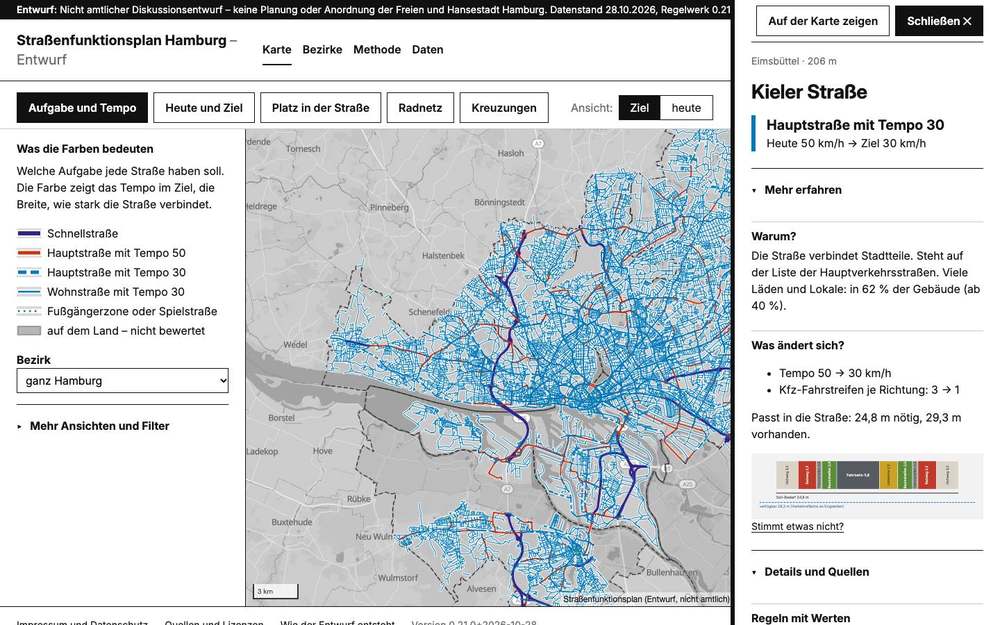 Entwurf: Nicht amtlicher Diskussionsentwurf – keine Planung oder Anordnung der Freien und Hansestadt Hamburg. Datenstand 28.10.2026, Regelwerk 0.21
Straßenfunktionsplan Hamburg –
Entwurf
Karte Bezirke Methode Daten
Aufgabe und Tempo Heute und Ziel Platz in der Straße Radnetz Kreuzungen Ansicht: Ziel heute
Was die Farben bedeuten
Welche Aufgabe jede Straße haben soll.
Die Farbe zeigt das Tempo im Ziel, die
Breite, wie stark die Straße verbindet.
Schnellstraße
Hauptstraße mit Tempo 50
Hauptstraße mit Tempo 30
Wohnstraße mit Tempo 30
Fußgängerzone oder Spielstraße
auf dem Land – nicht bewertet
Bezirk
ganz Hamburg
Mehr Ansichten und Filter
Tornesch
Hasloh
Pinneberg
Bönningstedt
Halstenbek
Schenefeld
Wedel
Borstel
Hove
Rübke
Buxtehude
Neu Wulm
Wulmstorf
Alvesen
Bullenhausen
3 km
Straßenfunktionsplan (Entwurf, nicht amtlich)
Impressum und Datenschutz Quellen und Lizenzen Wie der Entwurf entsteht Version 0.21.0+2026-10-28
Auf der Karte zeigen Schließen ✕
Eimsbüttel · 206 m
Kieler Straße
Hauptstraße mit Tempo 30
Heute 50 km/h → Ziel 30 km/h
Mehr erfahren
Warum?
Die Straße verbindet Stadtteile. Steht auf
der Liste der Hauptverkehrsstraßen. Viele
Läden und Lokale: in 62 % der Gebäude (ab
40 %).
Was ändert sich?
• Tempo 50 → 30 km/h
• Kfz-Fahrstreifen je Richtung: 3 → 1
Passt in die Straße: 24,8 m nötig, 29,3 m
vorhanden.
Stimmt etwas nicht?
Details und Quellen
Regeln mit Werten